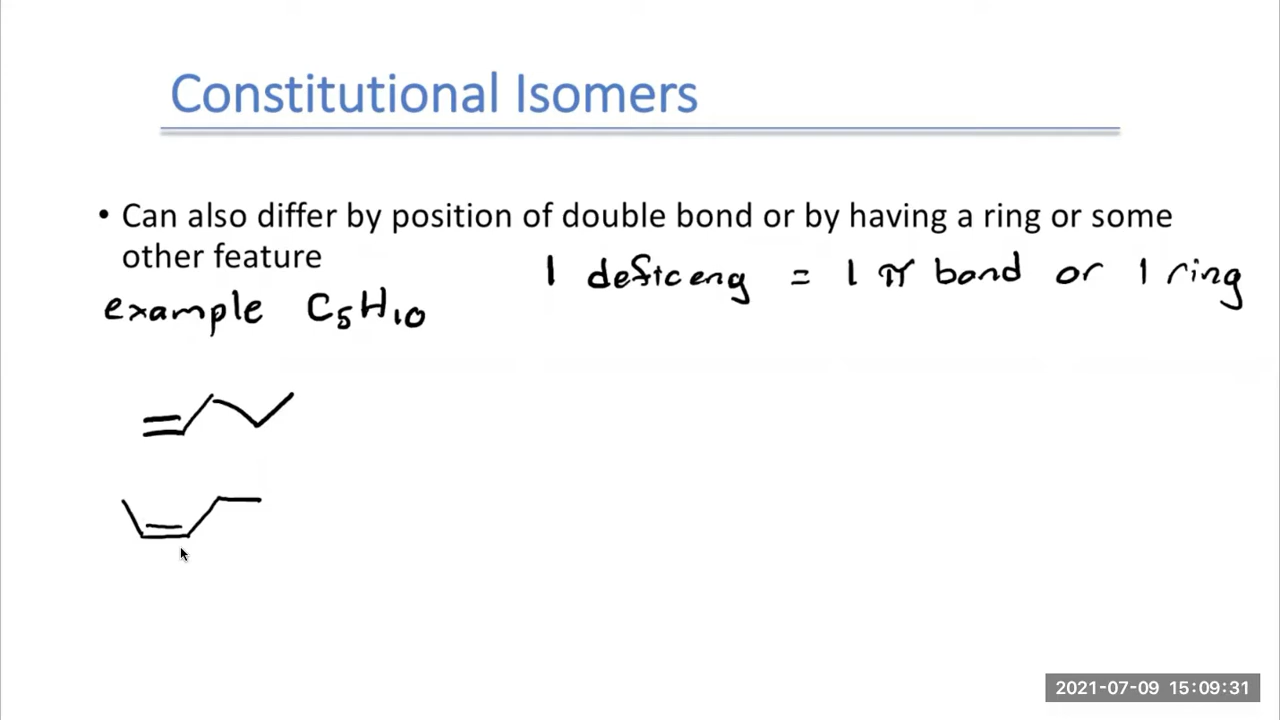 Constitutional Isomers
• Can also differ by position of double bond or by having a ring or some
other feature
1 deficency = 1 π bond or 1 ring
example C₅H₁₀
2021-07-09 15:09:31